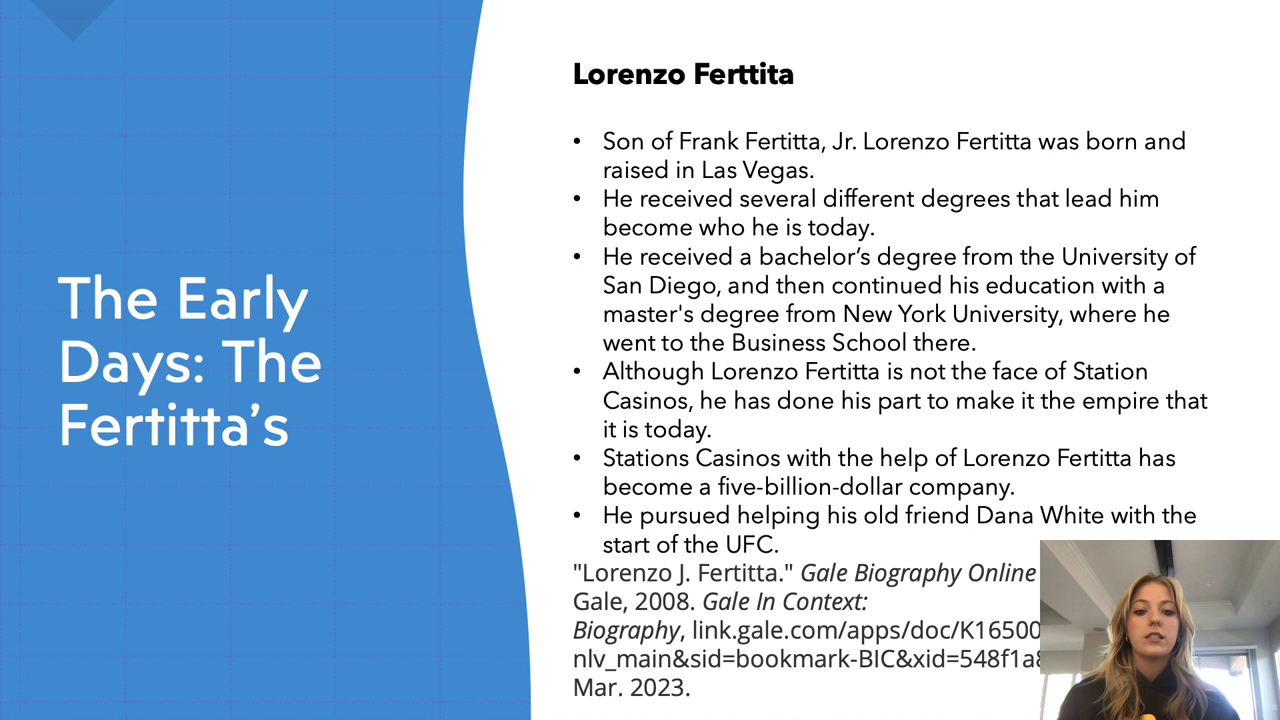 The Early
Days: The
Fertitta’s
Lorenzo Ferttita
• Son of Frank Fertitta, Jr. Lorenzo Fertitta was born and
raised in Las Vegas.
• He received several different degrees that lead him
become who he is today.
• He received a bachelor’s degree from the University of
San Diego, and then continued his education with a
master's degree from New York University, where he
went to the Business School there.
• Although Lorenzo Fertitta is not the face of Station
Casinos, he has done his part to make it the empire that
it is today.
• Stations Casinos with the help of Lorenzo Fertitta has
become a five-billion-dollar company.
• He pursued helping his old friend Dana White with the
start of the UFC.
"Lorenzo J. Fertitta." Gale Biography Online
Gale, 2008. Gale In Context:
Biography, link.gale.com/apps/doc/K16500
nlv_main&sid=bookmark-BIC&xid=548f1a
Mar. 2023.